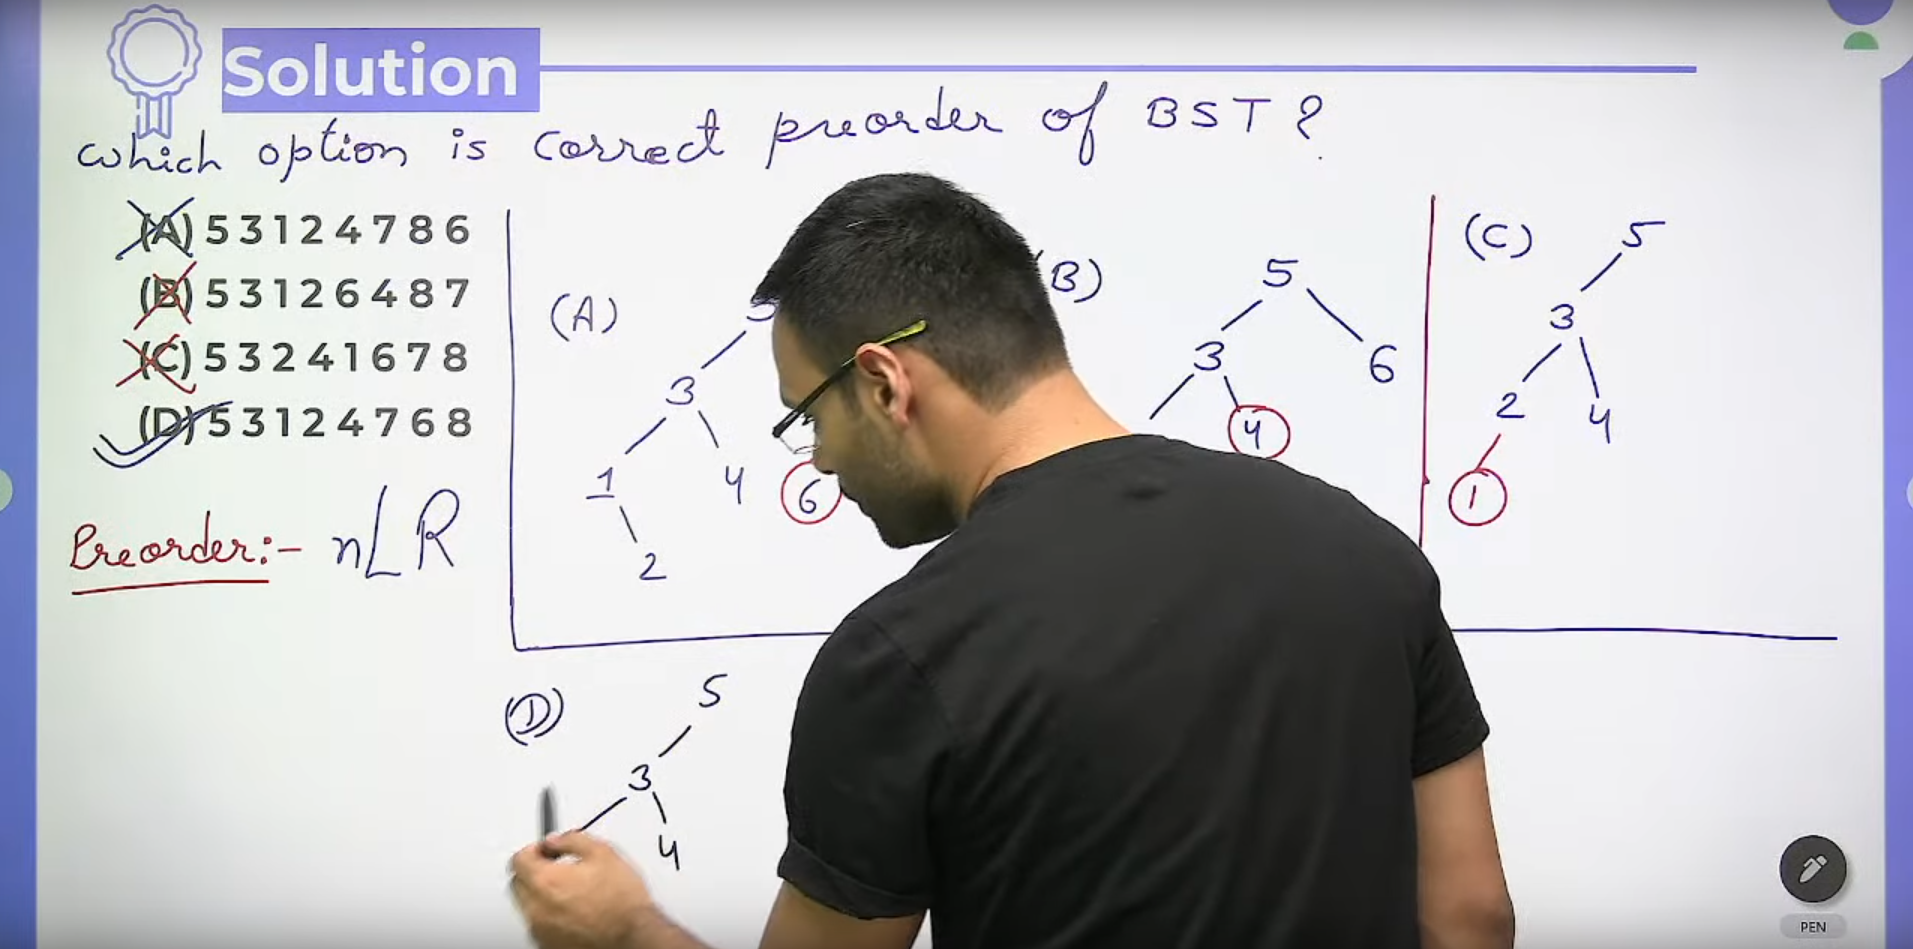 Solution
which option is correct preorder of BST?
(A) 5 3 1 2 4 7 8 6
(B) 5 3 1 2 6 4 8 7
(C) 5 3 2 4 1 6 7 8
(D) 5 3 1 2 4 7 6 8
Preorder:- nLR
(A)
3
1
4
6
2
B)
5
3
6
4
(C)
5
3
2
4
1
(D)
5
3
4
PEN